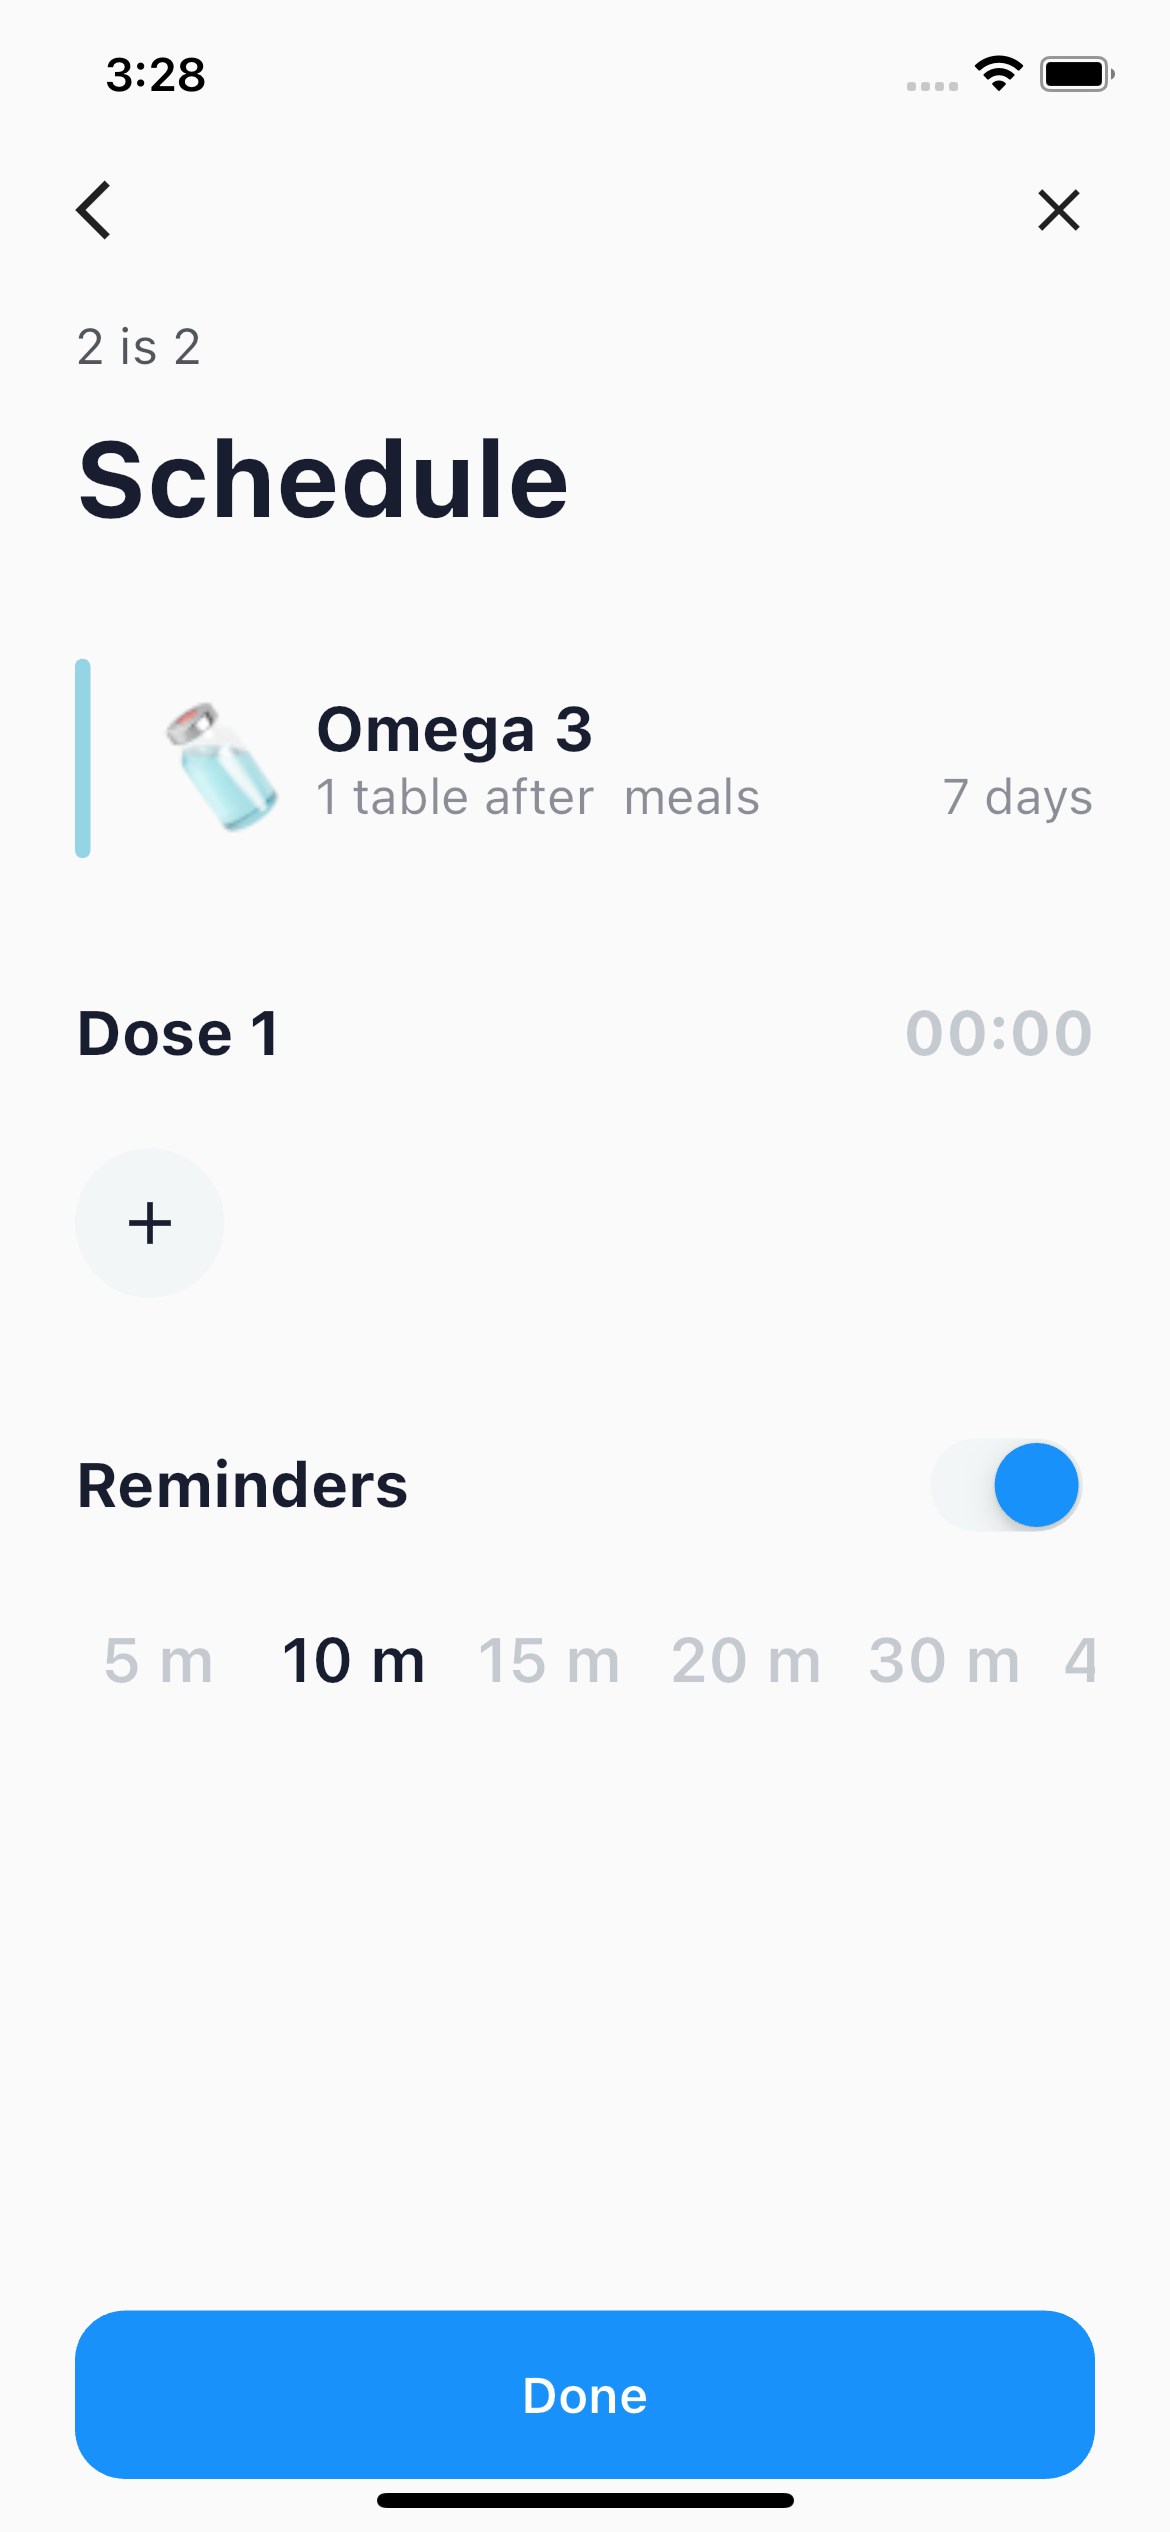 3:28
2 is 2
Schedule
Omega 3
1 table after  meals 7 days
Dose 1 00:00
+
Reminders
5 m 10 m 15 m 20 m 30 m
Done